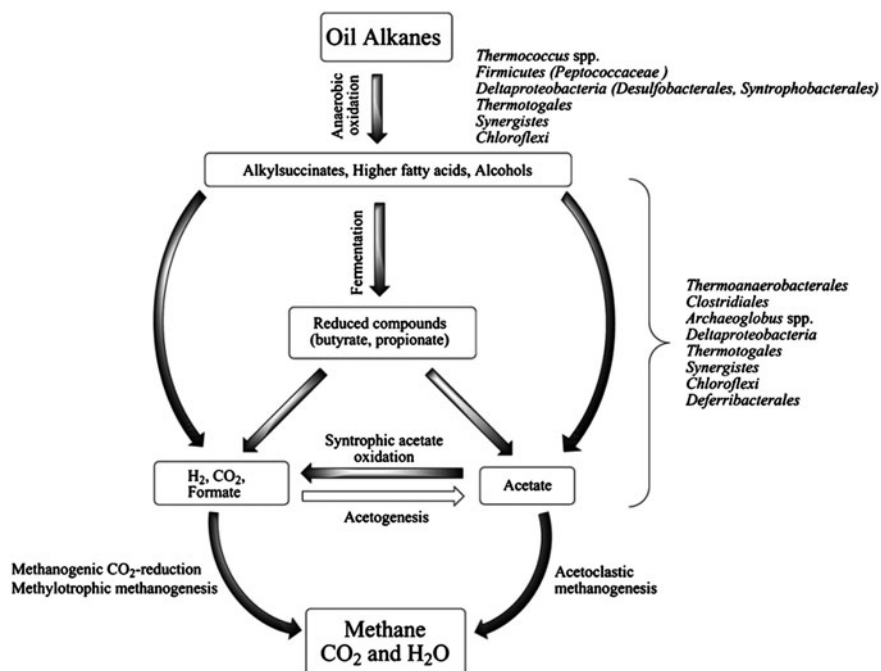 Oil Alkanes
Anaerobic
oxidation
Thermococcus spp.
Firmicutes (Peptococcaceae )
Deltaproteobacteria (Desulfobacterales, Syntrophobacterales)
Thermotogales
Synergistes
Chloroflexi
Alkylsuccinates, Higher fatty acids, Alcohols
Fermentation
Reduced compounds
(butyrate, propionate)
Thermoanaerobacterales
Clostridiales
Archaeoglobus spp.
Deltaproteobacteria
Thermotogales
Synergistes
Chloroflexi
Deferribacterales
Syntrophic acetate
oxidation
H₂, CO₂,
Formate
Acetate
Acetogenesis
Methanogenic CO₂-reduction
Methylotrophic methanogenesis
Acetoclastic
methanogenesis
Methane
CO₂ and H₂O